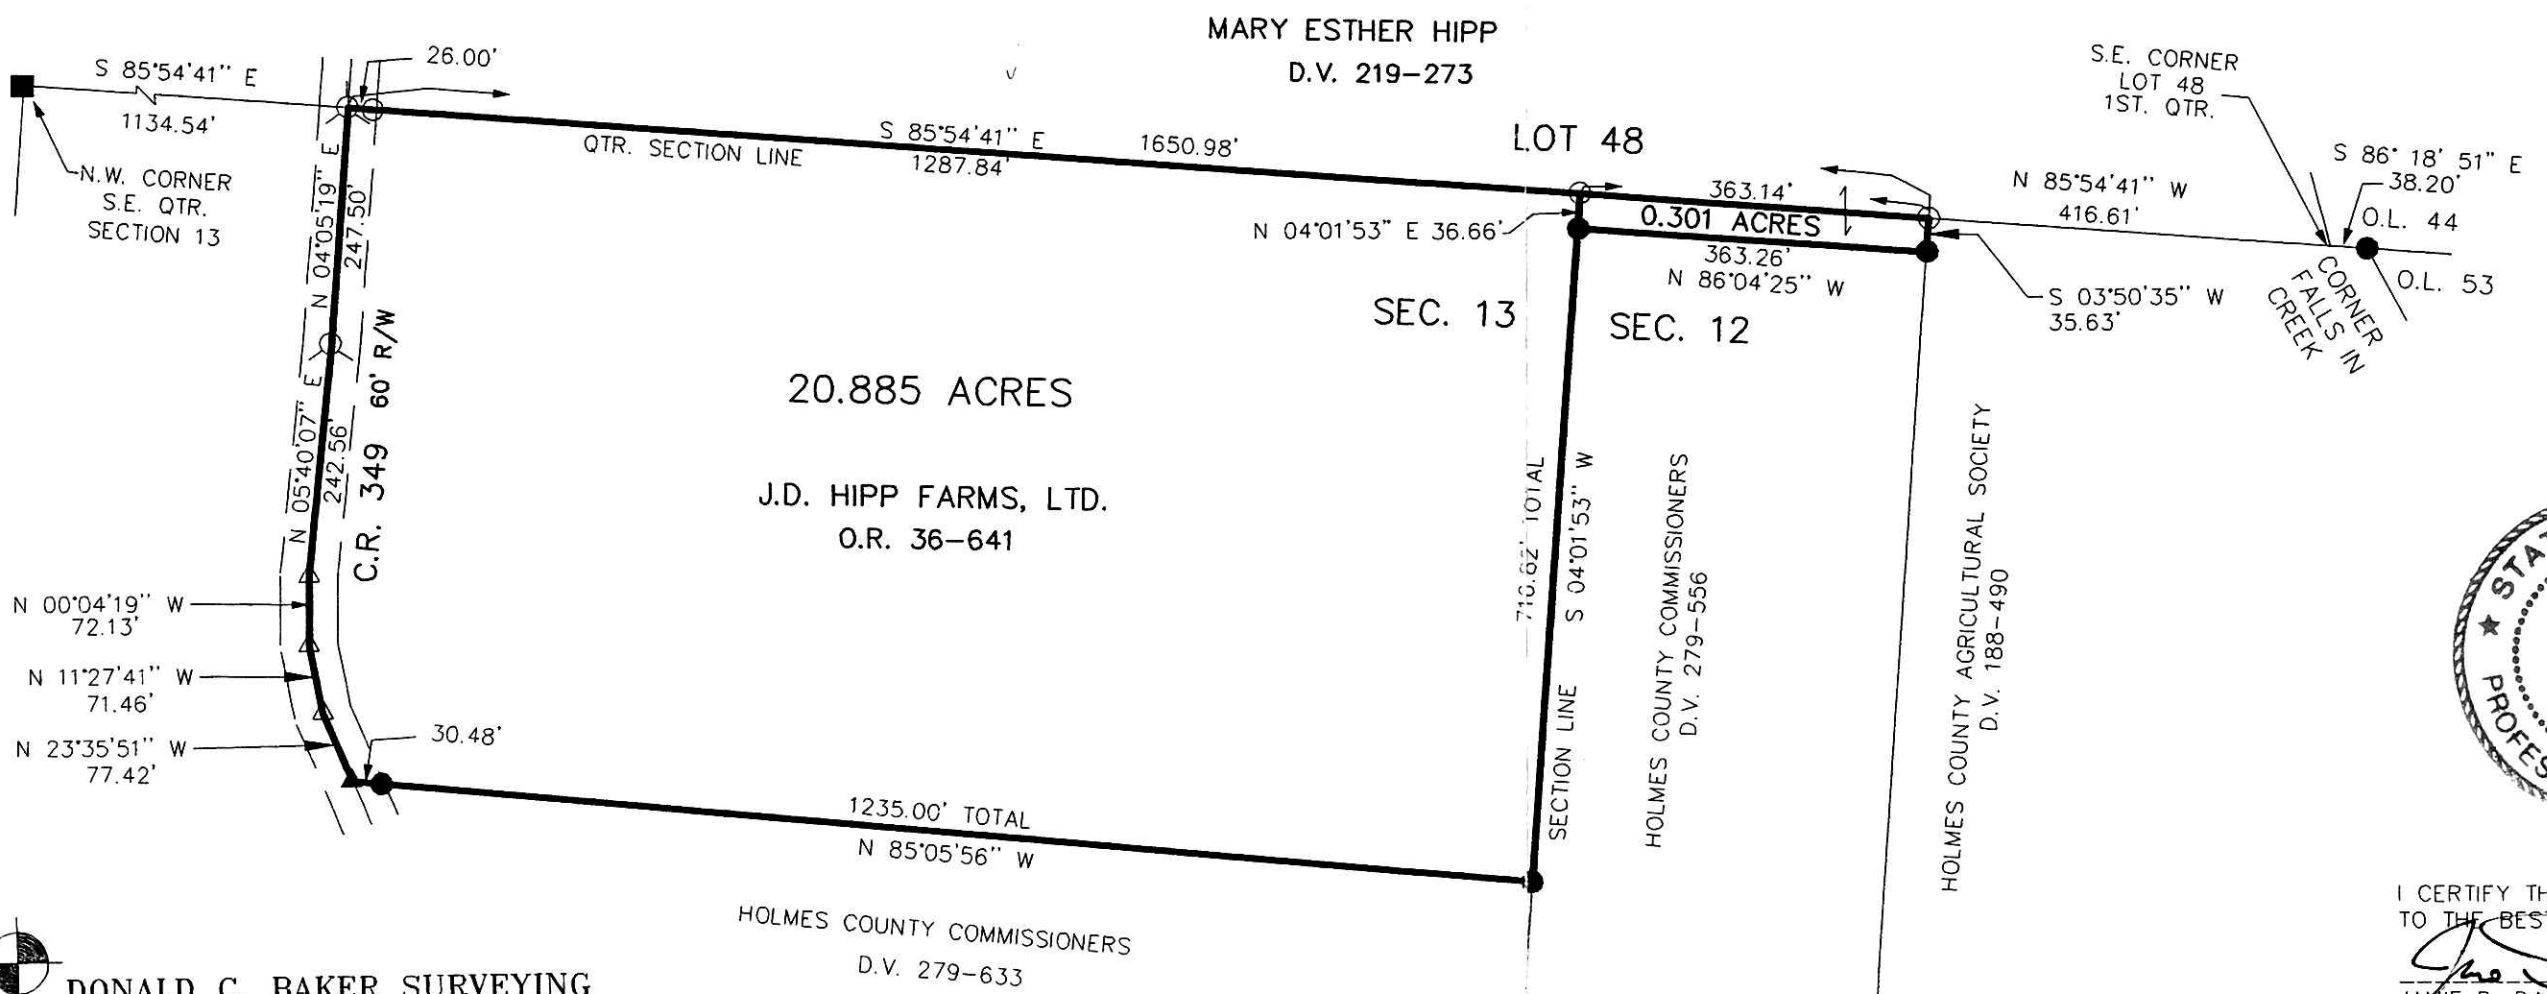 MARY ESTHER HIPP
D.V. 219-273
S 85°54'41" E
1134.54'
26.00'
N.W. CORNER
S.E. QTR.
SECTION 13
QTR. SECTION LINE
S 85°54'41" E
1287.84'
1650.98'
LOT 48
S.E. CORNER
LOT 48
1ST. QTR.
S 86° 18' 51" E
38.20'
N 85°54'41" W
416.61'
O.L. 44
O.L. 53
CORNER
FALLS IN
CREEK
363.14'
0.301 ACRES
363.26'
N 86°04'25" W
N 04°01'53" E 36.66'
S 03°50'35" W
35.63'
SEC. 13
SEC. 12
N 04°05'19" E
247.50'
N 05°40'07" E
242.56'
C.R. 349 60' R/W
20.885 ACRES
J.D. HIPP FARMS, LTD.
O.R. 36-641
TOTAL
S 04°01'53" W
SECTION LINE
HOLMES COUNTY COMMISSIONERS
D.V. 279-556
HOLMES COUNTY AGRICULTURAL SOCIETY
D.V. 188-490
N 00°04'19" W
72.13'
N 11°27'41" W
71.46'
N 23°35'51" W
77.42'
30.48'
1235.00' TOTAL
N 85°05'56" W
HOLMES COUNTY COMMISSIONERS
D.V. 279-633
DONALD C. BAKER SURVEYING
★ STA
PROFES
I CERTIFY TH
TO THE BEST